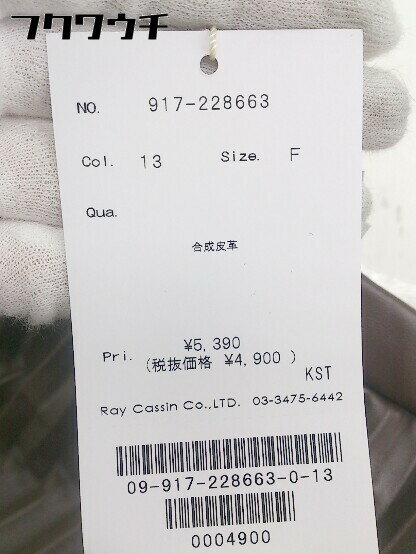 フクウウチ
NO. 917-228663
Col. 13 Size. F
Qua.
合成皮革
Pri. ¥5,390
(税抜価格 ¥4,900 )
KST
Ray Cassin Co.,LTD. 03-3475-6442
09-917-228663-0-13
0004900